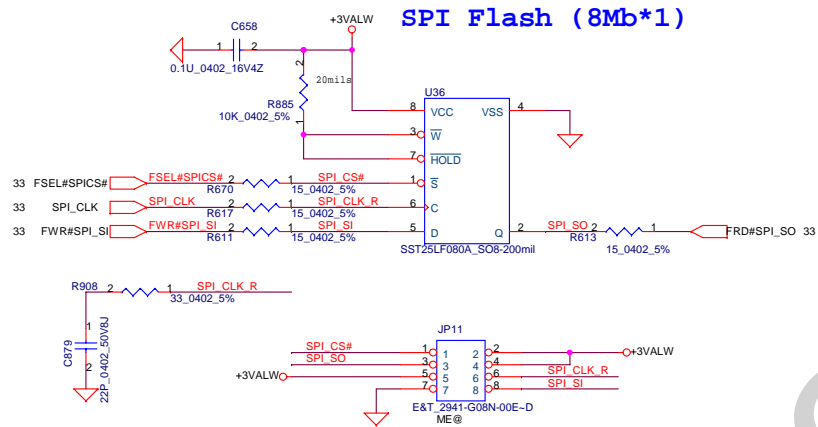 SPI Flash (8Mb*1)
C658
+3VALW
1 2
0.1U_0402_16V4Z
2
20mils
R885
10K_0402_5%
1
U36
8 VCC VSS 4
3 W
7 HOLD
33 FSEL#SPICS# FSEL#SPICS# 2 1 SPI_CS# 1 S
R670 15_0402_5%
33 SPI_CLK SPI_CLK 2 1 SPI_CLK_R 6 C
R617 15_0402_5%
33 FWR#SPI_SI FWR#SPI_SI 2 1 SPI_SI 5 D Q 2 SPI_SO 2 1 FRD#SPI_SO 33
R611 15_0402_5% R613
SST25LF080A_SO8-200mil 15_0402_5%
R908 2 1 SPI_CLK_R
33_0402_5%
1
C879
22P_0402_50V8J
2
JP11
SPI_CS# 1 1 2 2 +3VALW
SPI_SO 3 3 4 4
+3VALW 5 5 6 6 SPI_CLK_R
7 7 8 8 SPI_SI
E&T_2941-G08N-00E~D
ME@